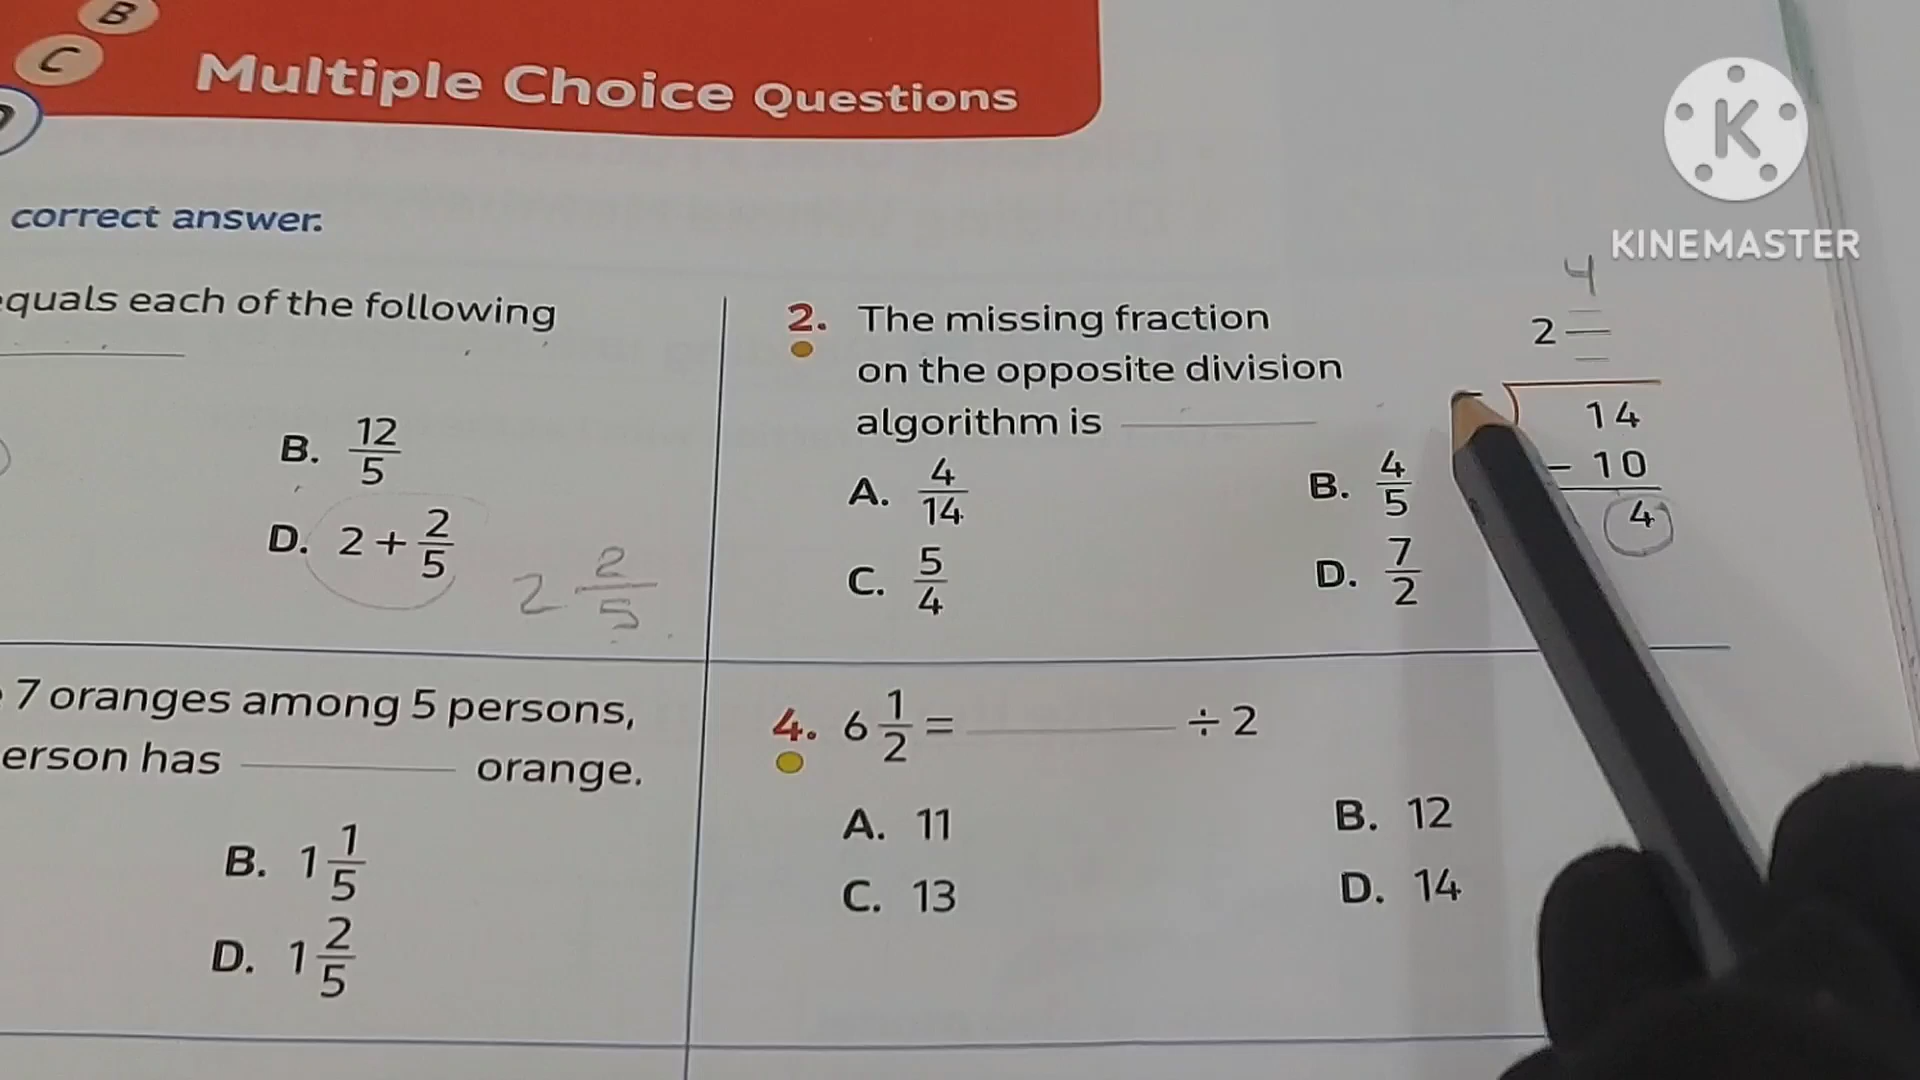 B
C
Multiple Choice Questions
K
KINEMASTER
correct answer.
equals each of the following
B. 12/5
D. 2 + 2/5
2 2/5
2. The missing fraction
on the opposite division
algorithm is
A. 4/14
B. 4/5
C. 5/4
D. 7/2
4
2
14
- 10
4
7 oranges among 5 persons,
person has orange.
B. 1 1/5
D. 1 2/5
4. 6 1/2 = ÷ 2
A. 11
B. 12
C. 13
D. 14